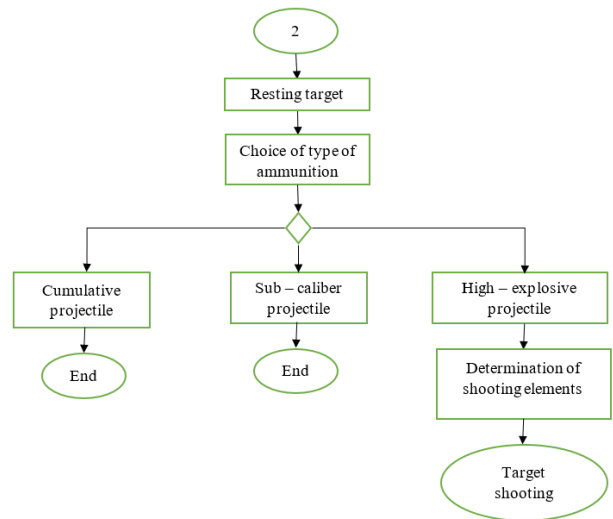 2
Resting target
Choice of type of
ammunition
Cumulative
projectile
Sub – caliber
projectile
High – explosive
projectile
End
End
Determination of
shooting elements
Target
shooting